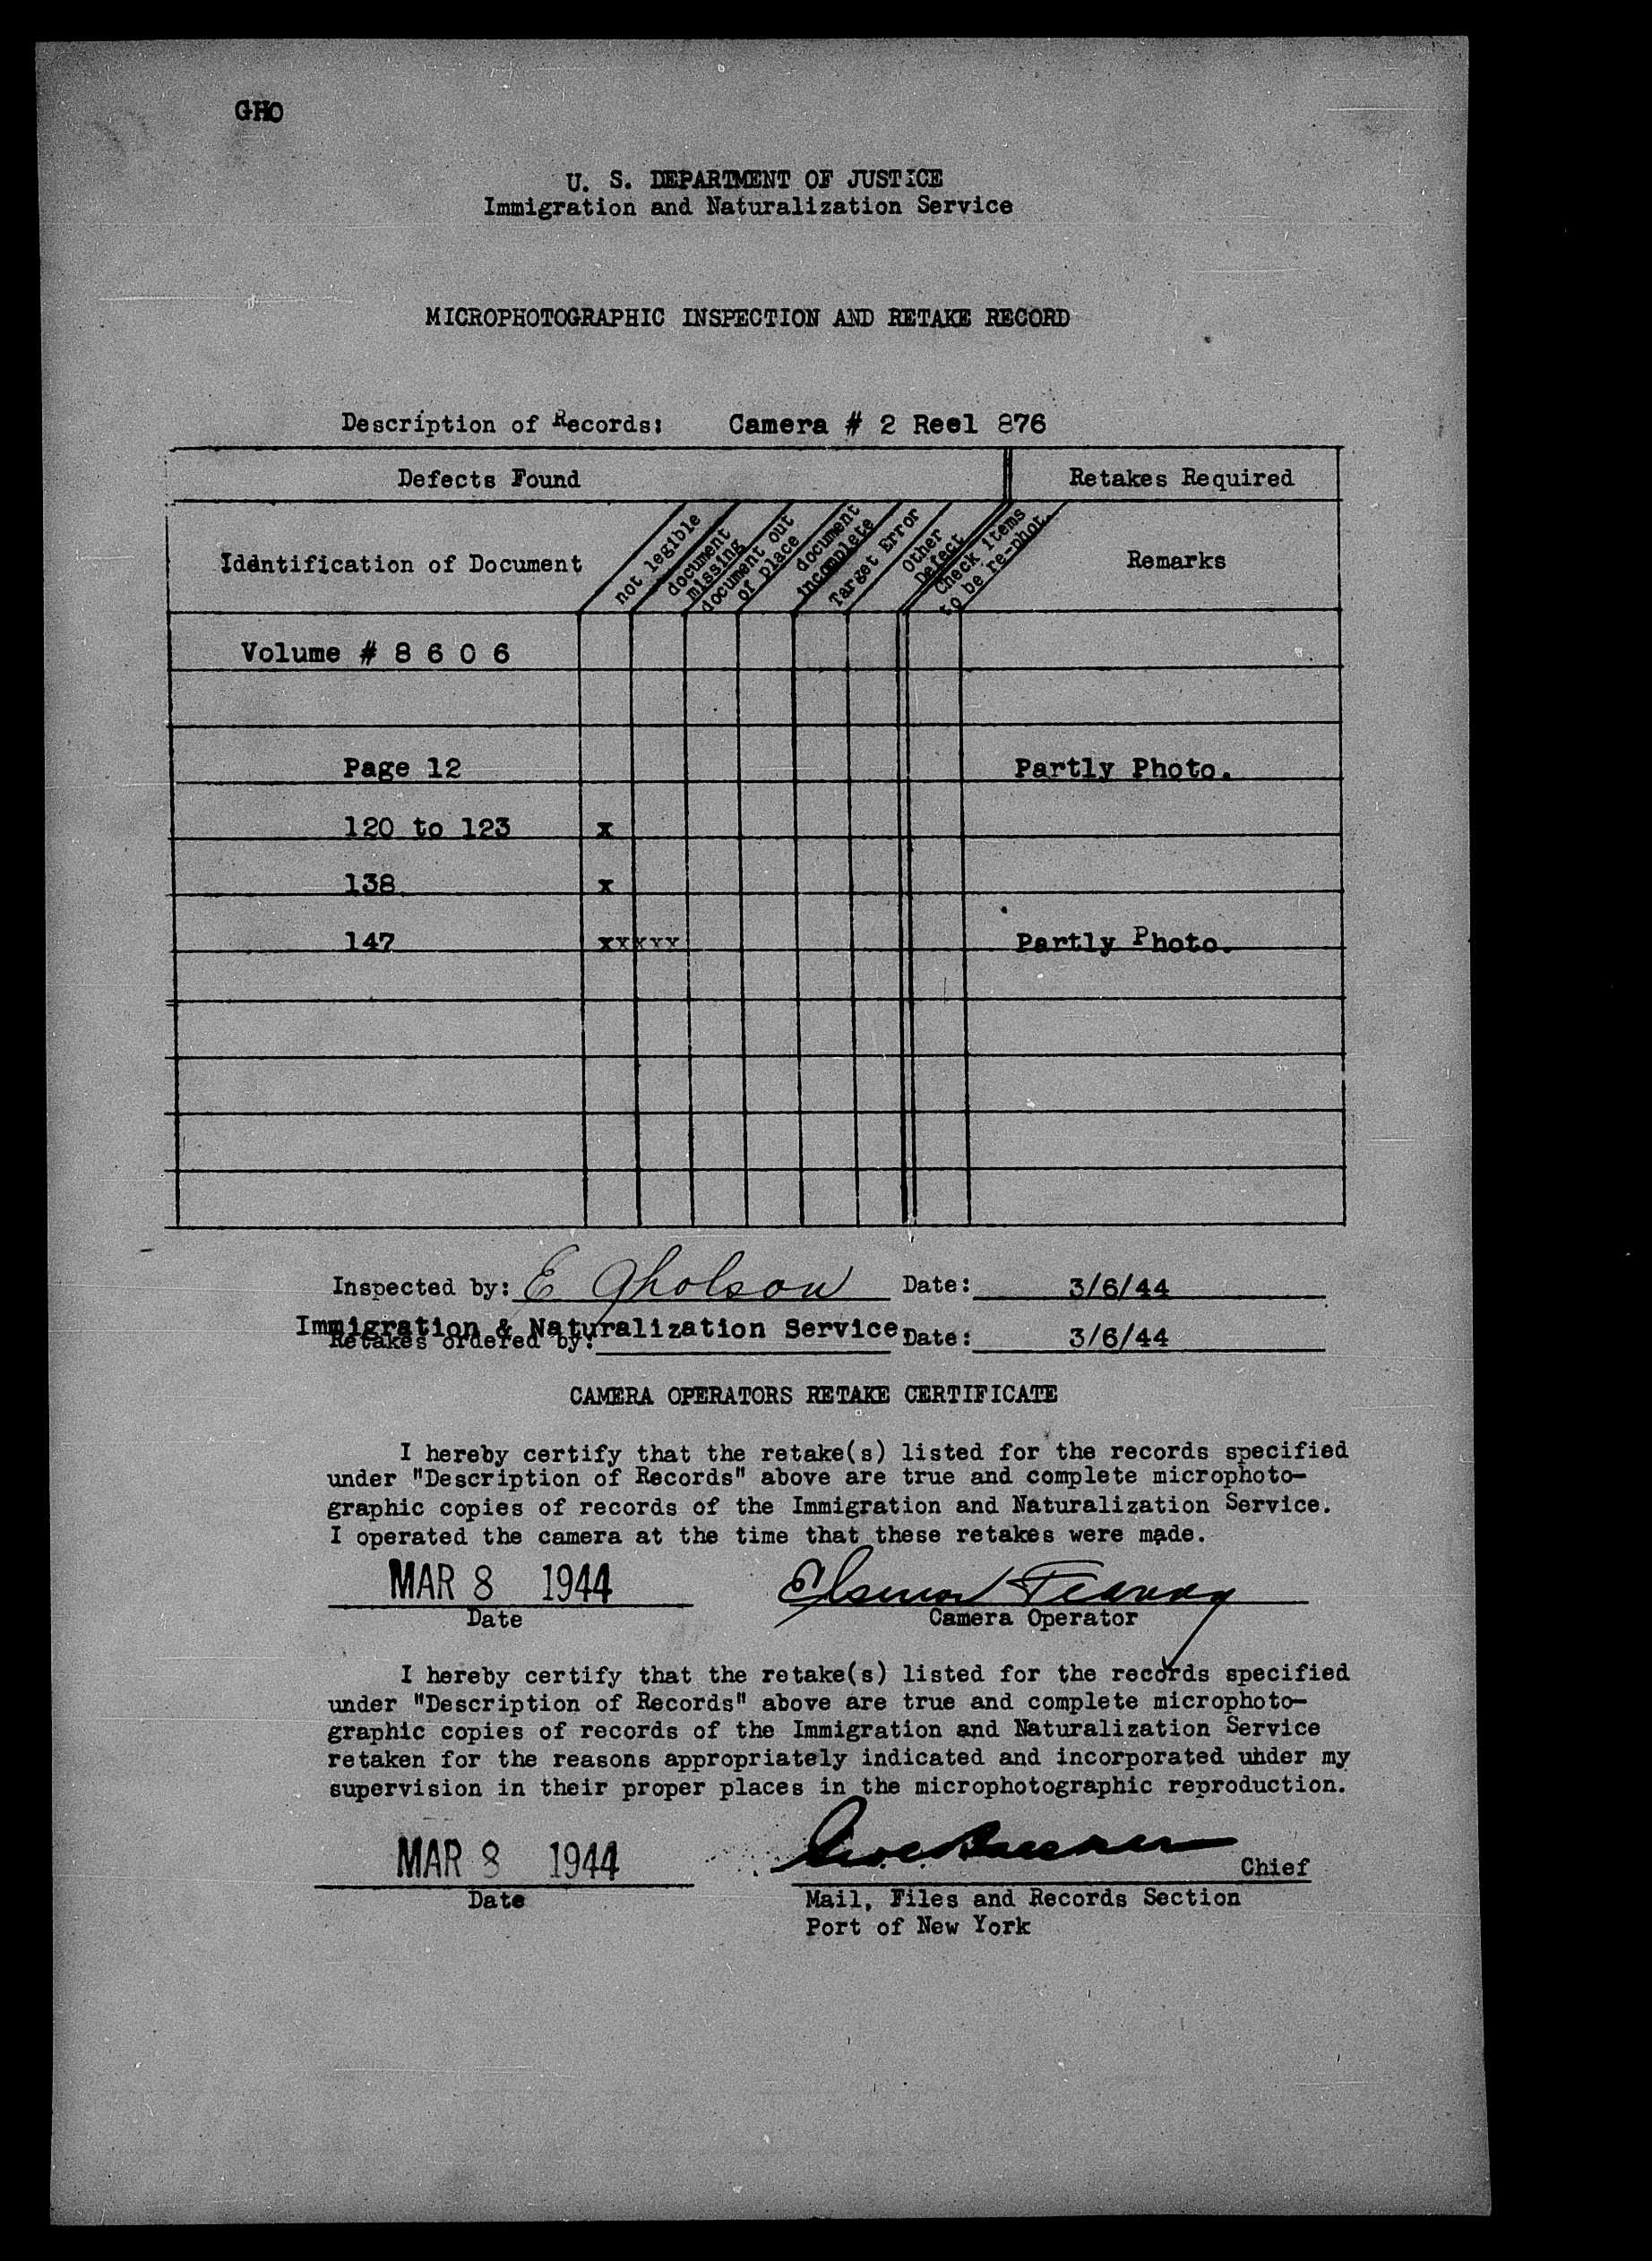 GHO
U. S. DEPARTMENT OF JUSTICE
Immigration and Naturalization Service
MICROPHOTOGRAPHIC INSPECTION AND RETAKE RECORD
Description of Records: Camera # 2 Reel 876
Defects Found Retakes Required
Identification of Document
not legible
document
missing
document out
of place
document
incomplete
Target Error
Other
Defect
Check items
to be re-phot.
Remarks
Volume # 8 6 0 6
Page 12 Partly Photo.
120 to 123 x
138 x
147 xxxxx Partly Photo.
Inspected by: E Gholson Date: 3/6/44
Immigration & Naturalization Service
Retakes ordered by: Date: 3/6/44
CAMERA OPERATORS RETAKE CERTIFICATE
I hereby certify that the retake(s) listed for the records specified
under "Description of Records" above are true and complete microphoto-
graphic copies of records of the Immigration and Naturalization Service.
I operated the camera at the time that these retakes were made.
MAR 8 1944
Date Camera Operator
I hereby certify that the retake(s) listed for the records specified
under "Description of Records" above are true and complete microphoto-
graphic copies of records of the Immigration and Naturalization Service
retaken for the reasons appropriately indicated and incorporated under my
supervision in their proper places in the microphotographic reproduction.
MAR 8 1944 Chief
Date Mail, Files and Records Section
Port of New York